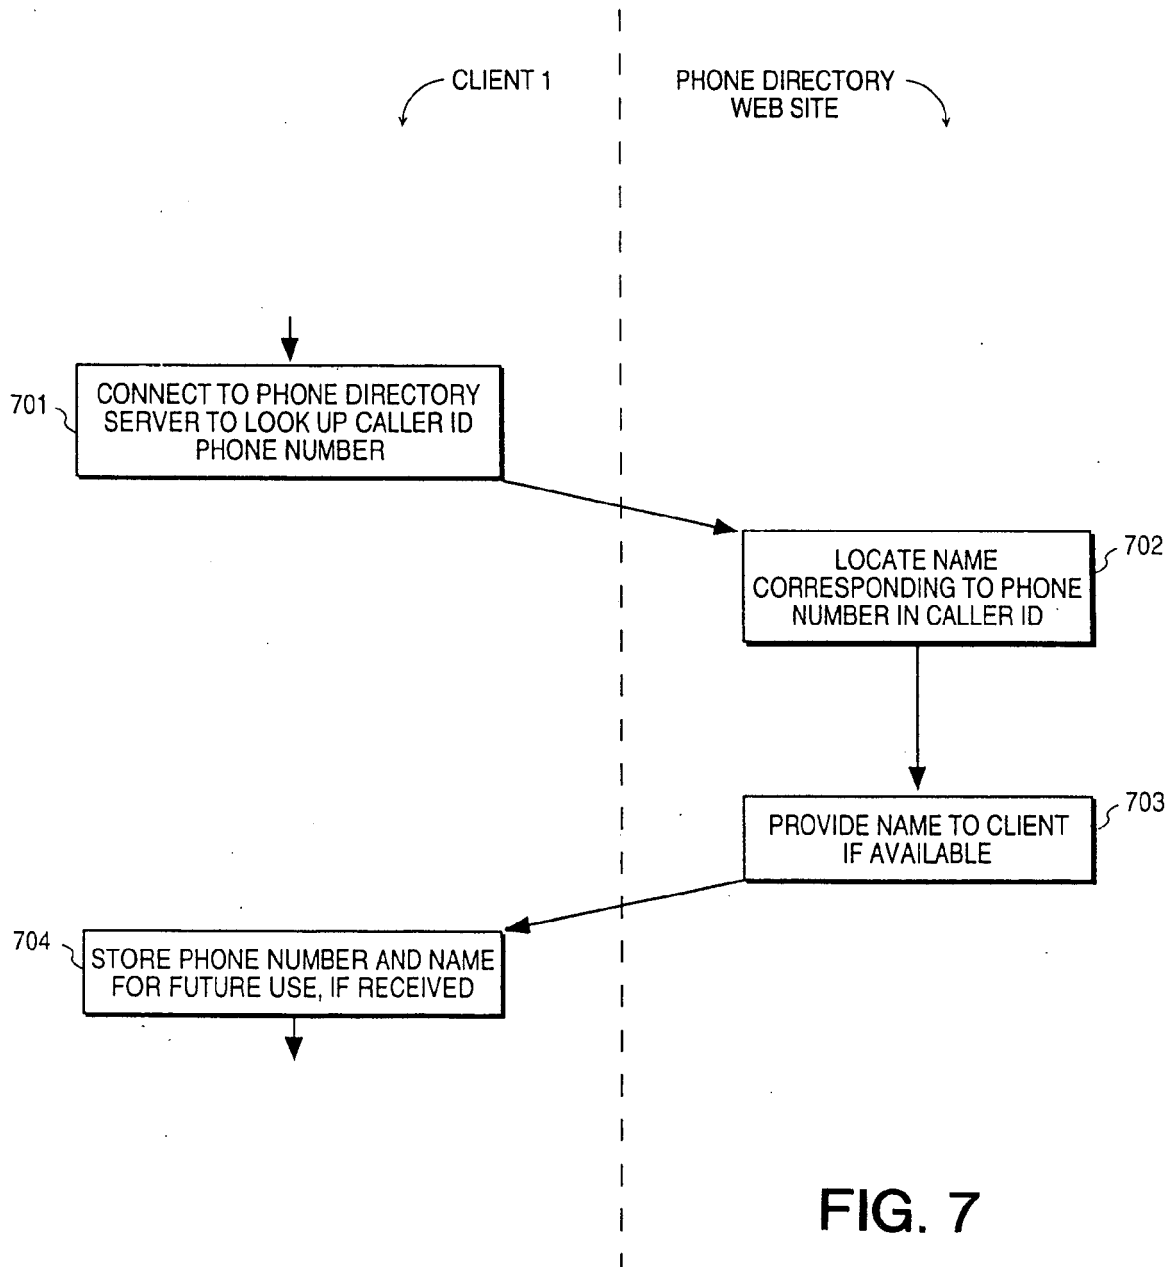 CLIENT 1
PHONE DIRECTORY
WEB SITE
701
CONNECT TO PHONE DIRECTORY
SERVER TO LOOK UP CALLER ID
PHONE NUMBER
702
LOCATE NAME
CORRESPONDING TO PHONE
NUMBER IN CALLER ID
703
PROVIDE NAME TO CLIENT
IF AVAILABLE
704
STORE PHONE NUMBER AND NAME
FOR FUTURE USE, IF RECEIVED
FIG. 7